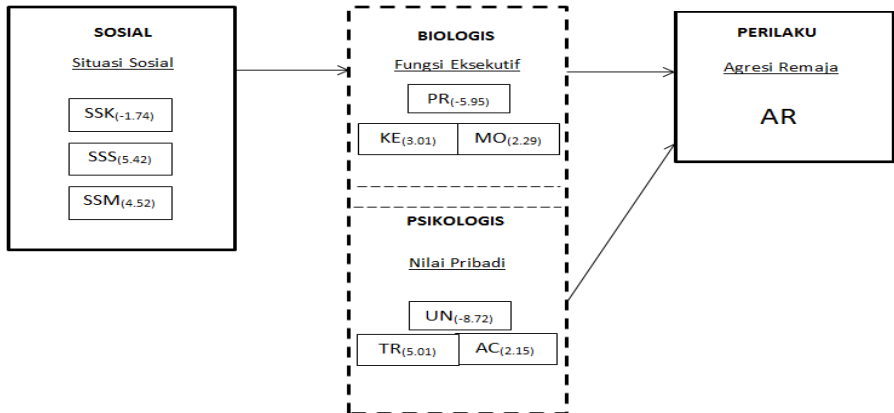 SOSIAL
Situasi Sosial
SSK(-1.74)
SSS(5.42)
SSM(4.52)
BIOLOGIS
Fungsi Eksekutif
PR(-5.95)
KE(3.01) MO(2.29)
PSIKOLOGIS
Nilai Pribadi
UN(-8.72)
TR(5.01) AC(2.15)
PERILAKU
Agresi Remaja
AR